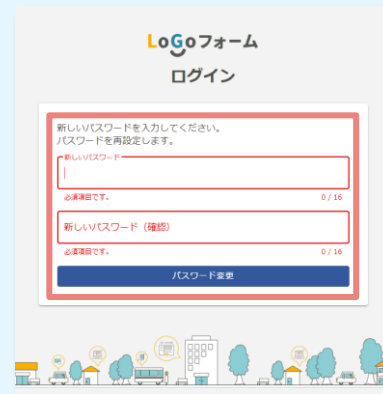 LoGoフォーム
ログイン
新しいパスワードを入力してください。
パスワードを再設定します。
新しいパスワード
必須項目です。 0 / 16
新しいパスワード（確認）
必須項目です。 0 / 16
パスワード変更